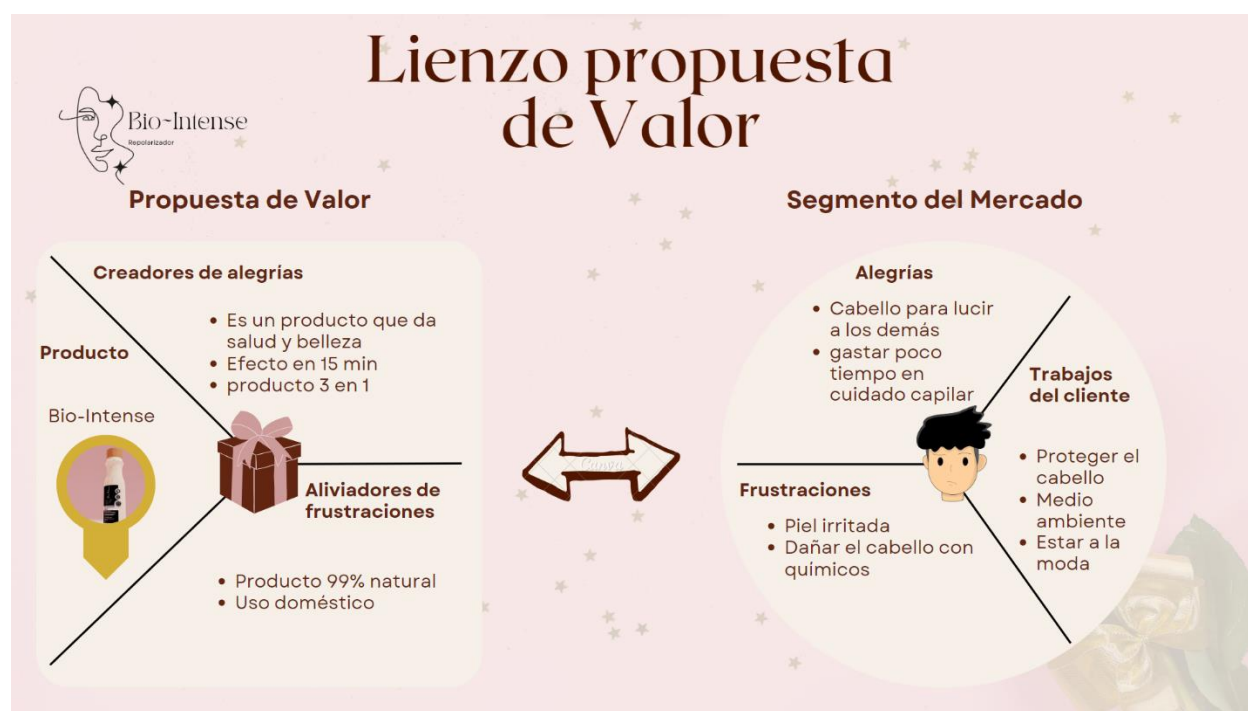 Lienzo propuesta
de Valor
Bio-Intense
Repolarizador
Propuesta de Valor
Creadores de alegrías
• Es un producto que da
salud y belleza
• Efecto en 15 min
• producto 3 en 1
Producto
Bio-Intense
Aliviadores de
frustraciones
• Producto 99% natural
• Uso doméstico
Canva
Segmento del Mercado
Alegrías
• Cabello para lucir
a los demás
• gastar poco
tiempo en
cuidado capilar
Trabajos
del cliente
• Proteger el
cabello
• Medio
ambiente
• Estar a la
moda
Frustraciones
• Piel irritada
• Dañar el cabello con
químicos